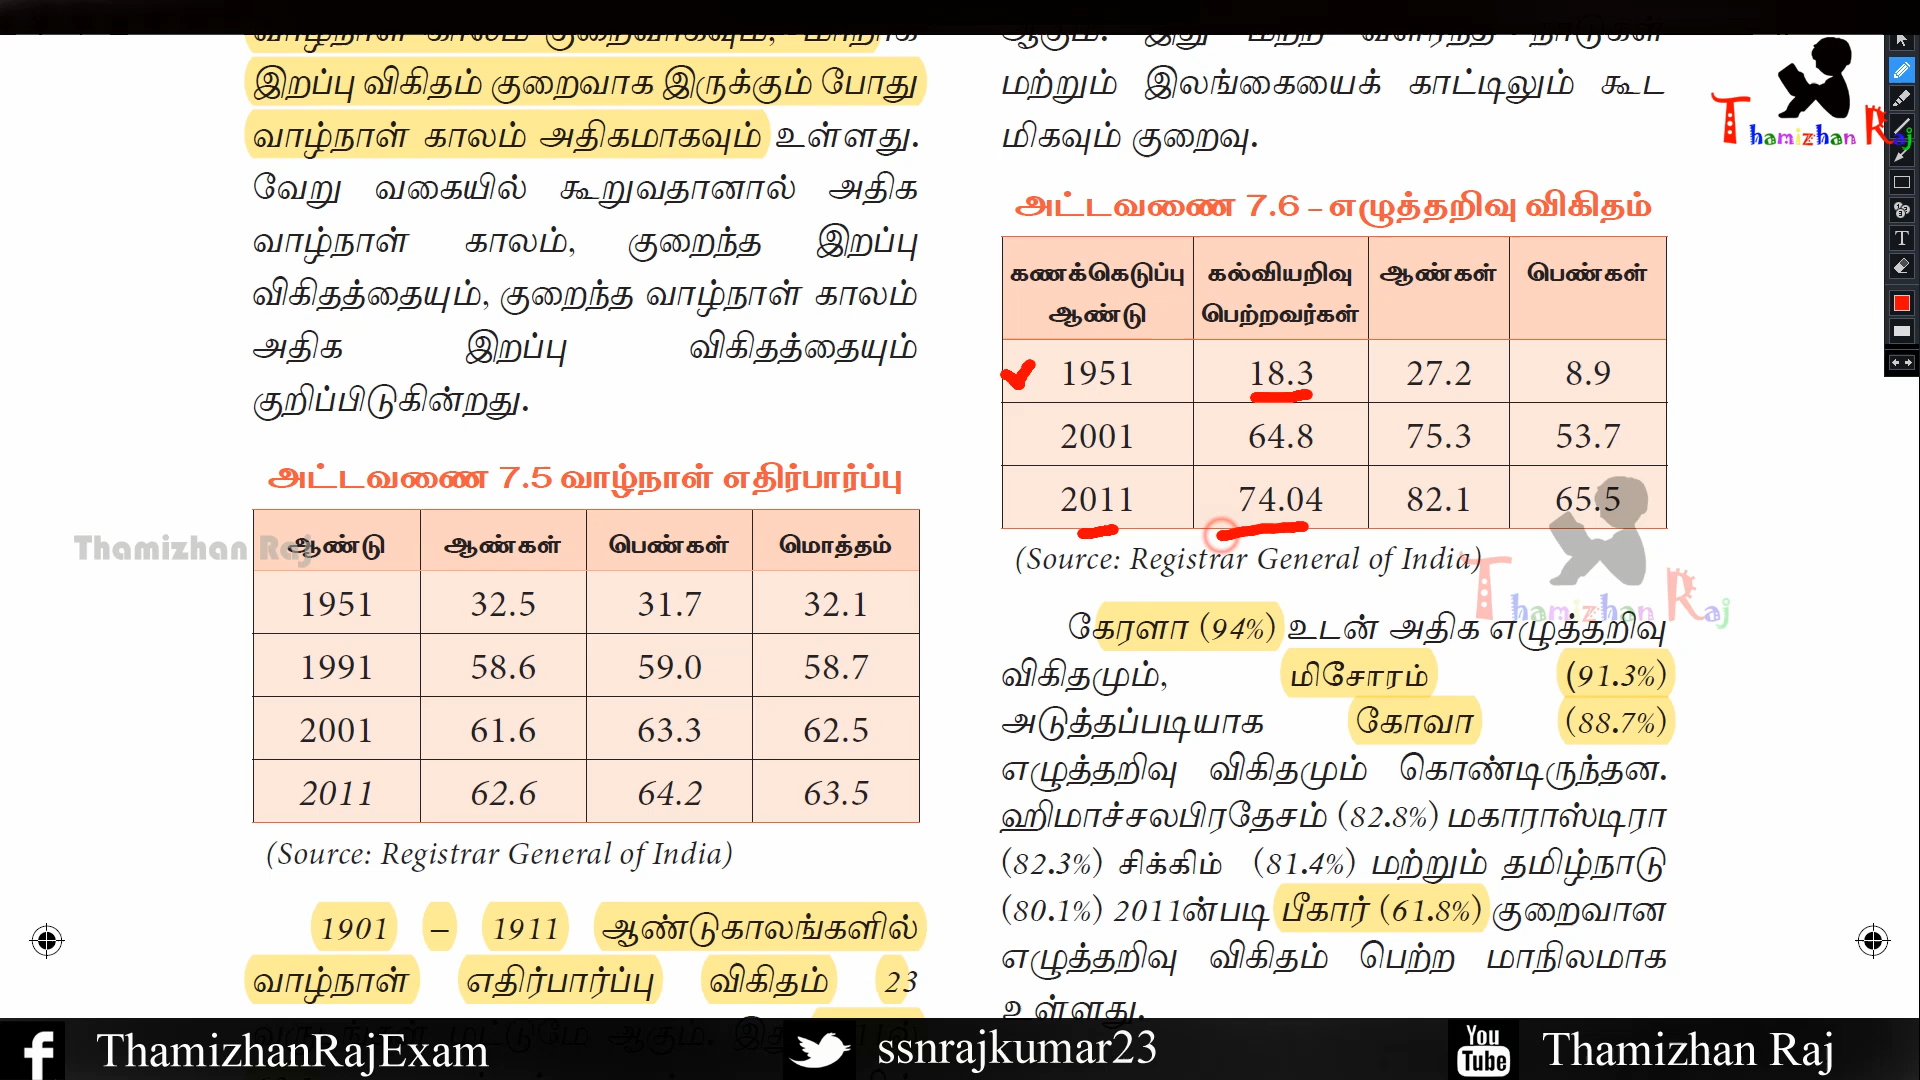 இறப்பு விகிதம் குறைவாக இருக்கும் போது
வாழ்நாள் காலம் அதிகமாகவும் உள்ளது.
வேறு வகையில் கூறுவதானால் அதிக
வாழ்நாள் காலம், குறைந்த இறப்பு
விகிதத்தையும், குறைந்த வாழ்நாள் காலம்
அதிக இறப்பு விகிதத்தையும்
குறிப்பிடுகின்றது.
அட்டவணை 7.5 வாழ்நாள் எதிர்பார்ப்பு
ஆண்டு ஆண்கள் பெண்கள் மொத்தம்
1951 32.5 31.7 32.1
1991 58.6 59.0 58.7
2001 61.6 63.3 62.5
2011 62.6 64.2 63.5
(Source: Registrar General of India)
1901 – 1911 ஆண்டுகாலங்களில்
வாழ்நாள் எதிர்பார்ப்பு விகிதம் 23
மற்றும் இலங்கையைக் காட்டிலும் கூட
மிகவும் குறைவு.
அட்டவணை 7.6 – எழுத்தறிவு விகிதம்
கணக்கெடுப்பு ஆண்டு கல்வியறிவு பெற்றவர்கள் ஆண்கள் பெண்கள்
1951 18.3 27.2 8.9
2001 64.8 75.3 53.7
2011 74.04 82.1 65.5
(Source: Registrar General of India)
கேரளா (94%) உடன் அதிக எழுத்தறிவு
விகிதமும், மிசோரம் (91.3%)
அடுத்தப்படியாக கோவா (88.7%)
எழுத்தறிவு விகிதமும் கொண்டிருந்தன.
ஹிமாச்சலபிரதேசம் (82.8%) மகாராஸ்டிரா
(82.3%) சிக்கிம் (81.4%) மற்றும் தமிழ்நாடு
(80.1%) 2011ன்படி பீகார் (61.8%) குறைவான
எழுத்தறிவு விகிதம் பெற்ற மாநிலமாக
உள்ளது.
Thamizhan Raj
Thamizhan Raj
Thamizhan Raj
ThamizhanRajExam
ssnrajkumar23
You Tube
Thamizhan Raj